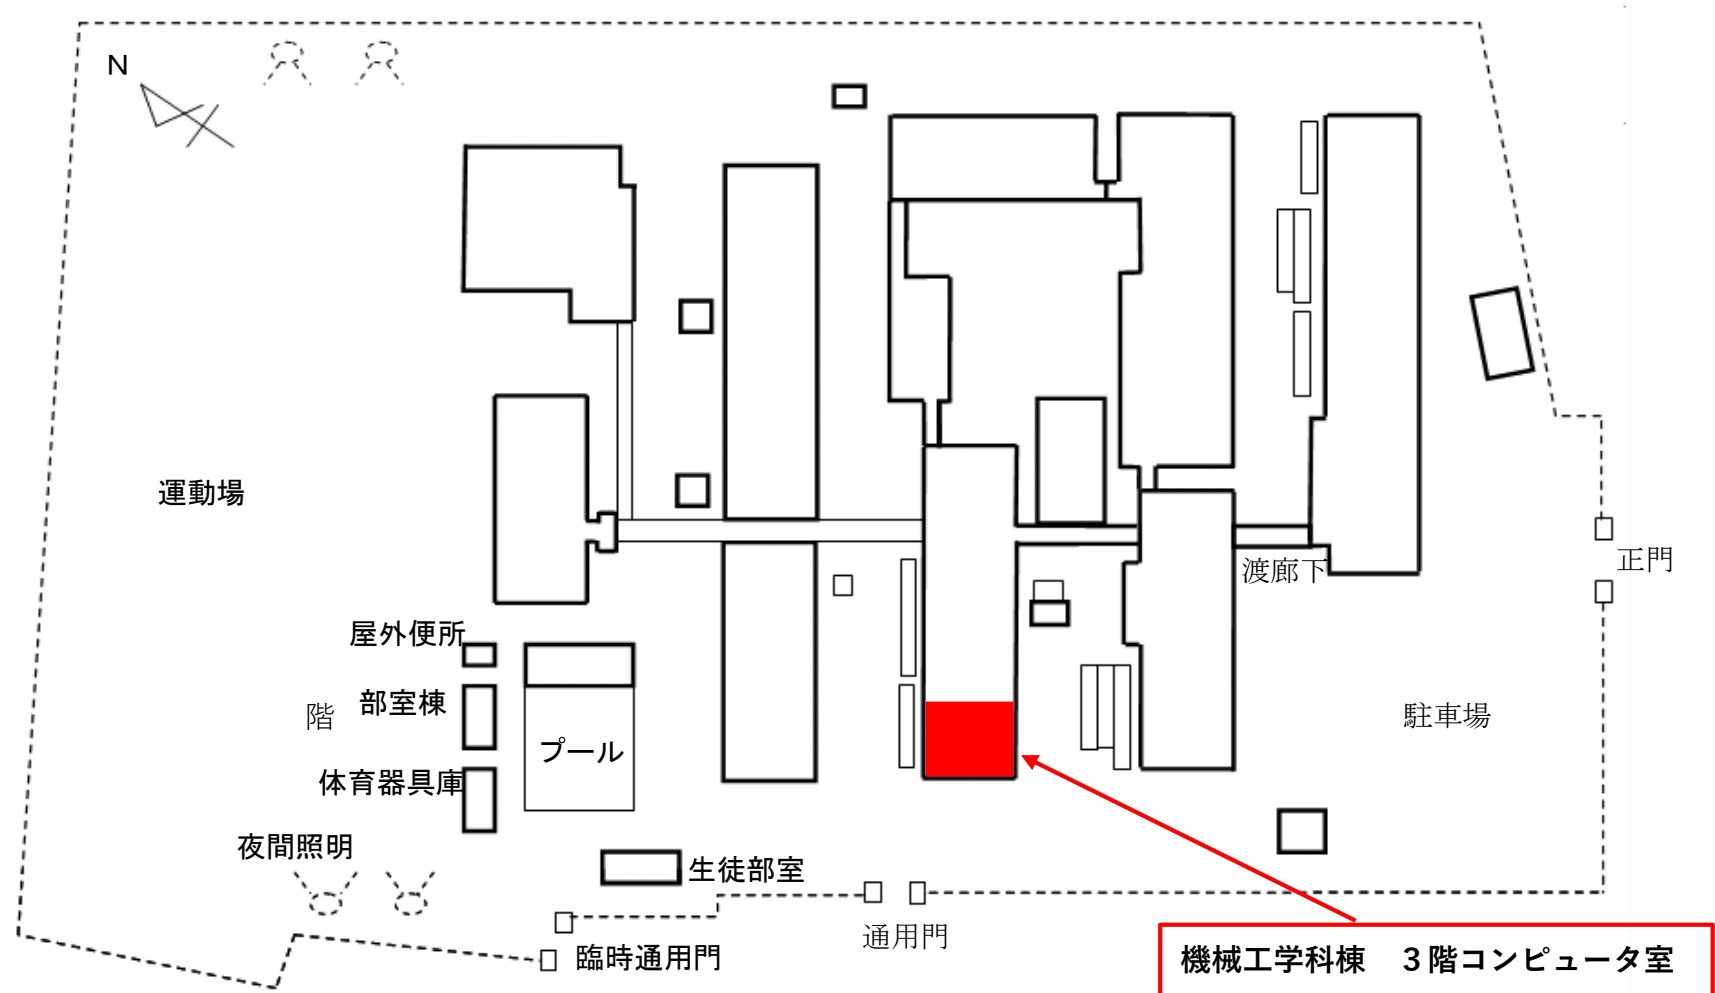 N
運動場
渡廊下
正門
屋外便所
階
部室棟
プール
駐車場
体育器具庫
夜間照明
生徒部室
通用門
臨時通用門
機械工学科棟　３階コンピュータ室